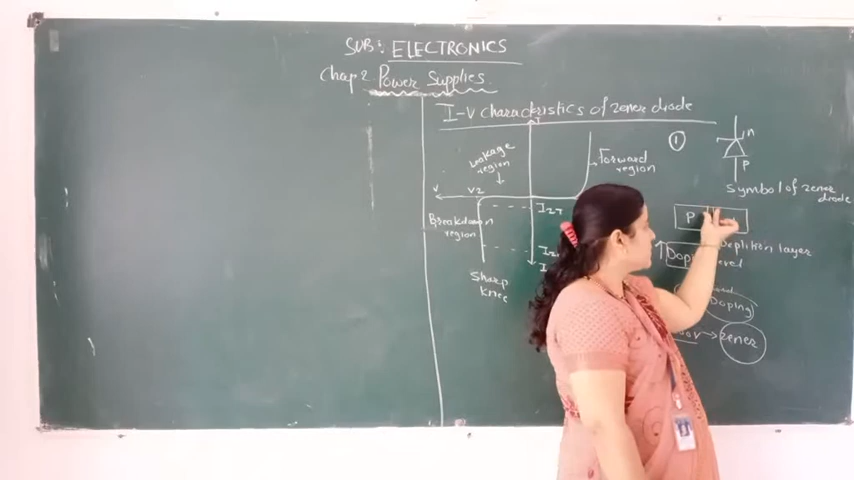 SUB: ELECTRONICS
Chap 2 Power Supplies
I-V characteristics of zener diode
I
1
n
P
Symbol of zener
diode
Leakage
region
Forward
region
V
VZ
IZT
Breakdown
region
P
Sharp
knee
Depletion layer
Doping
zener